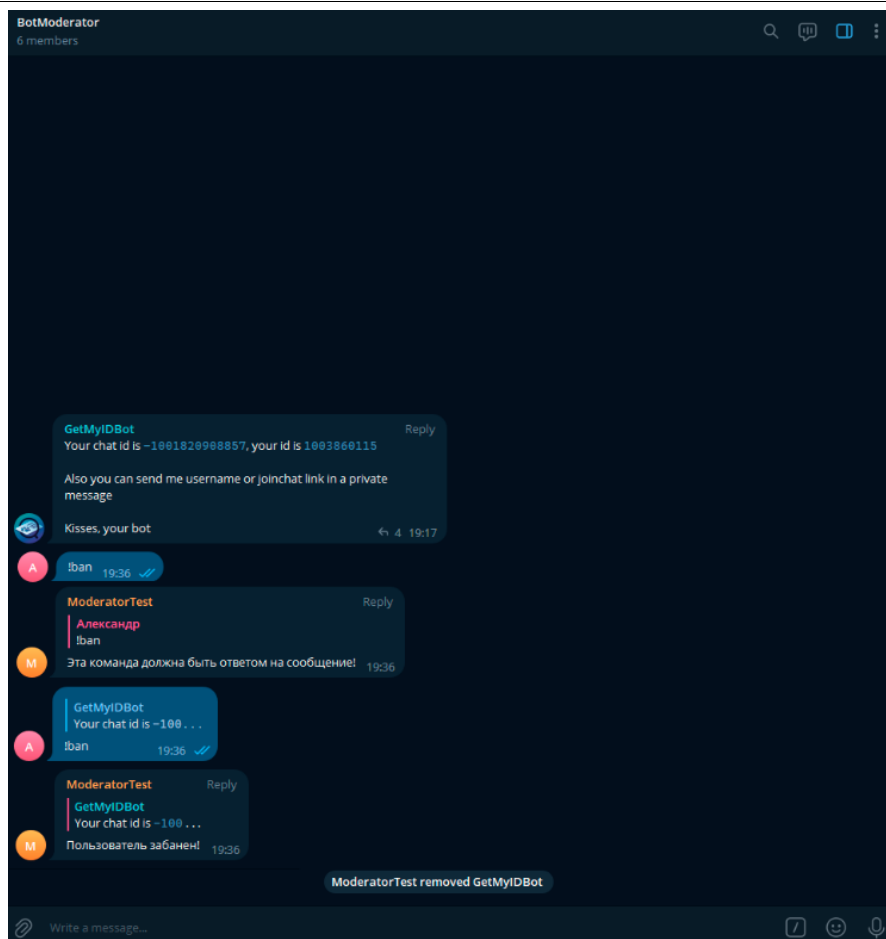 BotModerator
6 members
GetMyIDBot Reply
Your chat id is -1001820908857, your id is 1003860115
Also you can send me username or joinchat link in a private
message
Kisses, your bot 4 19:17
A !ban 19:36
ModeratorTest Reply
Александр
!ban
M Эта команда должна быть ответом на сообщение! 19:36
GetMyIDBot
Your chat id is -100...
A !ban 19:36
ModeratorTest Reply
GetMyIDBot
Your chat id is -100...
M Пользователь забанен! 19:36
ModeratorTest removed GetMyIDBot
Write a message...